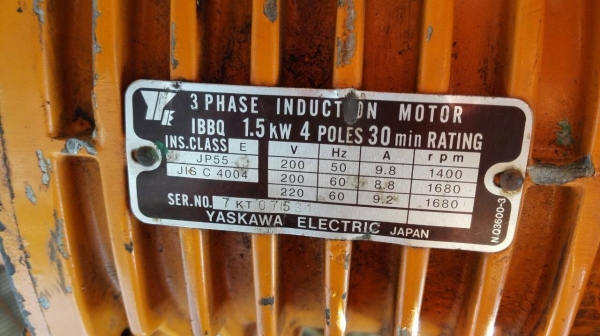 3 PHASE INDUCTION MOTOR
IBBQ 1.5 kW 4 POLES 30 min RATING
INS.CLASS E
JP55
JIS C 4004
V Hz A rpm
200 50 9.8 1400
200 60 8.8 1680
220 60 9.2 1680
SER.NO. 7 KT
YASKAWA ELECTRIC JAPAN
N.Q3600-3